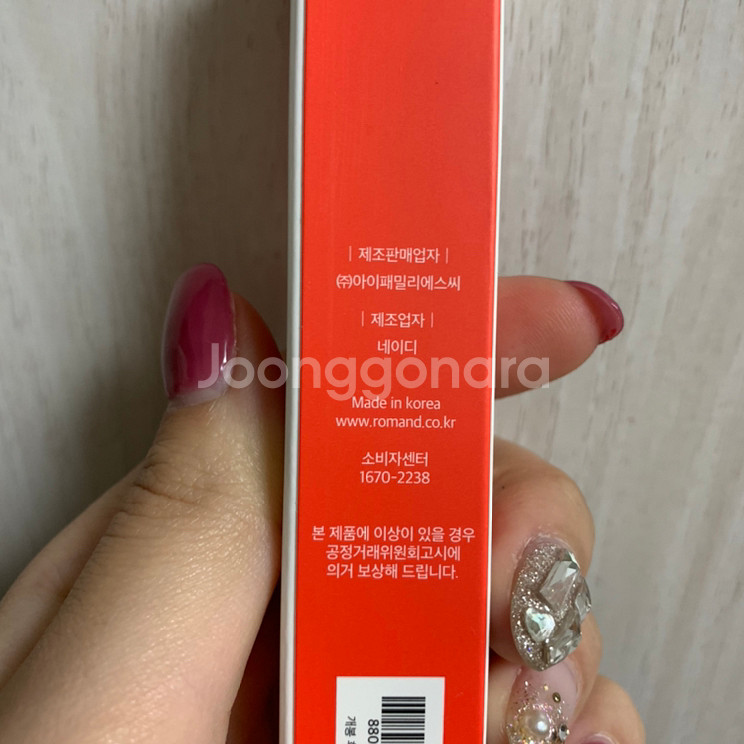 | 제조판매업자 |
㈜아이패밀리에스씨
| 제조업자 |
네이디
Joonggonara
Made in korea
www.romand.co.kr
소비자센터
1670-2238
본 제품에 이상이 있을 경우
공정거래위원회고시에
의거 보상해 드립니다.
880
개봉